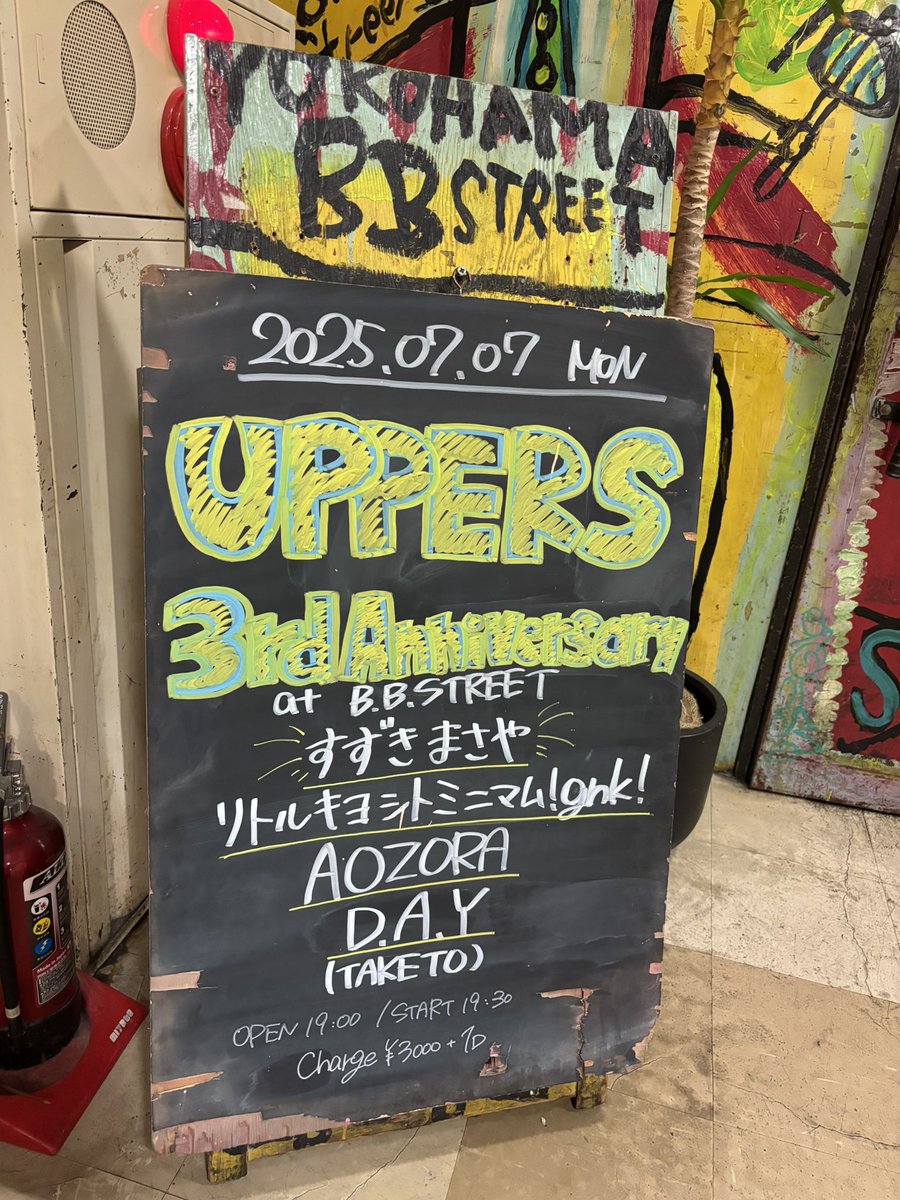 YOKOHAMA
BB STREET
2025.07.07 MON
UPPERS
3rd Anniversary
at B.B.STREET
すずきまさや
リトルキヨシトミニマム!gnk!
AOZORA
D.A.Y
(TAKETO)
OPEN 19:00 / START 19:30
Charge ¥3000 + 1D